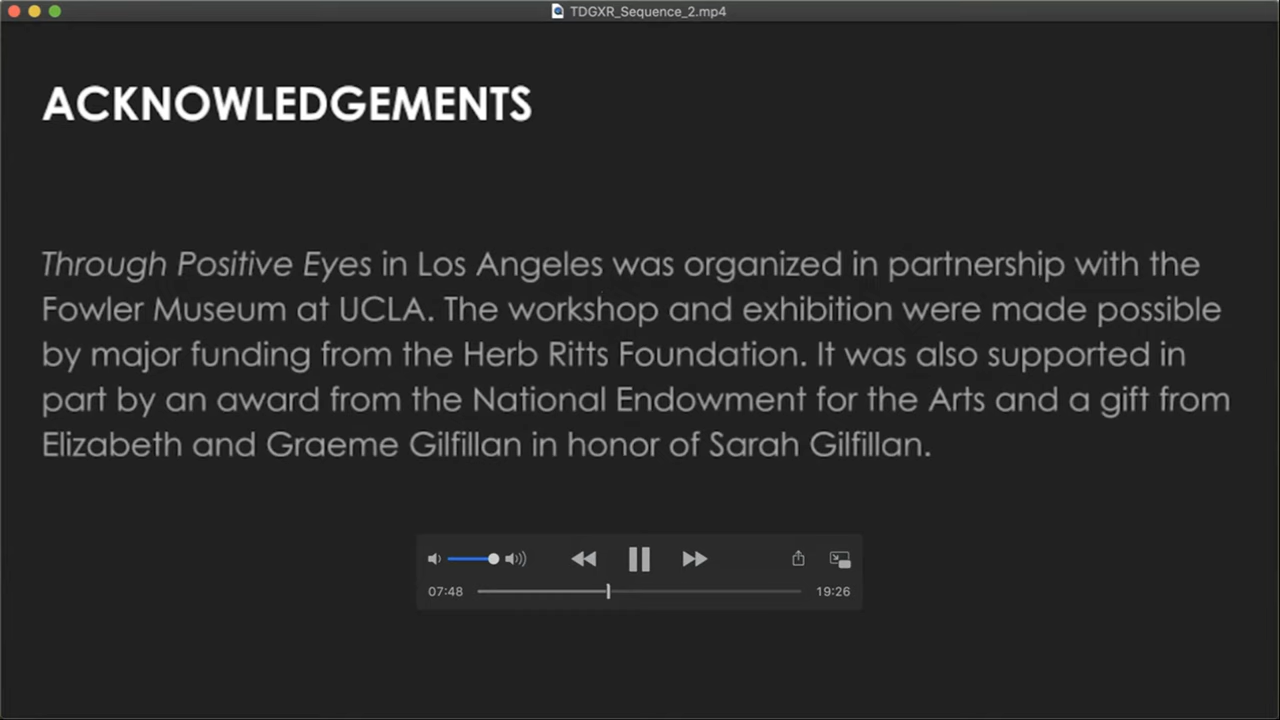 TDGXR_Sequence_2.mp4
ACKNOWLEDGEMENTS
Through Positive Eyes in Los Angeles was organized in partnership with the
Fowler Museum at UCLA. The workshop and exhibition were made possible
by major funding from the Herb Ritts Foundation. It was also supported in
part by an award from the National Endowment for the Arts and a gift from
Elizabeth and Graeme Gilfillan in honor of Sarah Gilfillan.
07:48
19:26